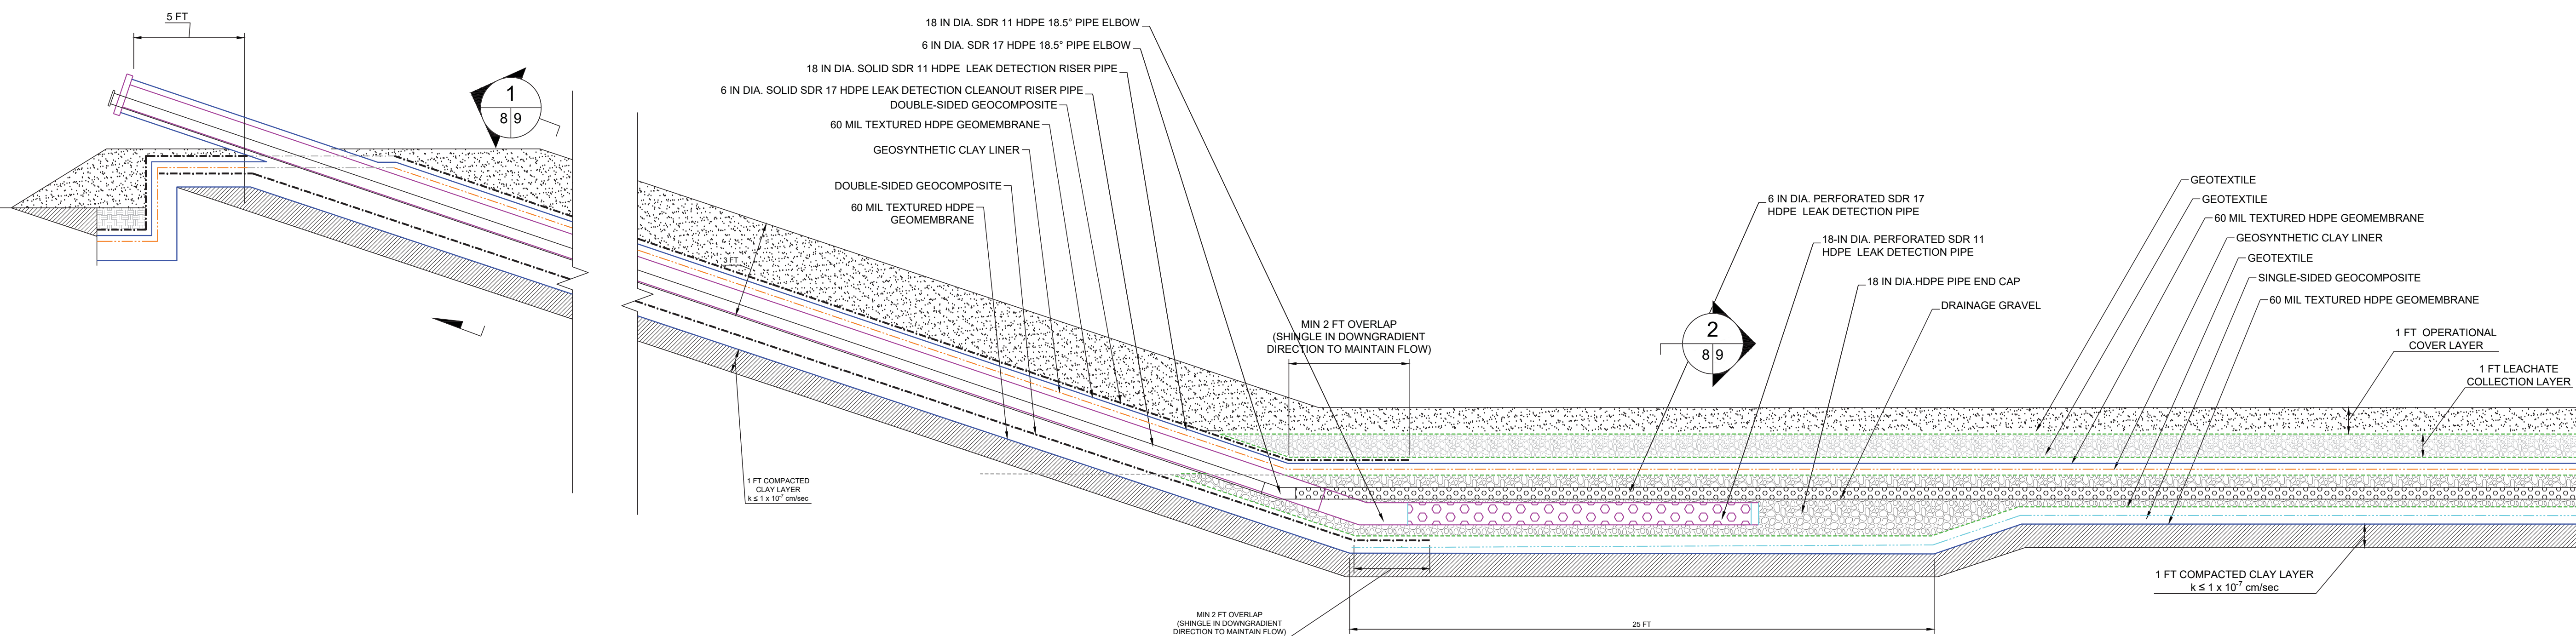 5 FT
1
8 9
18 IN DIA. SDR 11 HDPE 18.5° PIPE ELBOW
6 IN DIA. SDR 17 HDPE 18.5° PIPE ELBOW
18 IN DIA. SOLID SDR 11 HDPE LEAK DETECTION RISER PIPE
6 IN DIA. SOLID SDR 17 HDPE LEAK DETECTION CLEANOUT RISER PIPE
DOUBLE-SIDED GEOCOMPOSITE
60 MIL TEXTURED HDPE GEOMEMBRANE
GEOSYNTHETIC CLAY LINER
DOUBLE-SIDED GEOCOMPOSITE
60 MIL TEXTURED HDPE
GEOMEMBRANE
3 FT
1 FT COMPACTED
CLAY LAYER
k ≤ 1 x 10⁻⁷ cm/sec
MIN 2 FT OVERLAP
(SHINGLE IN DOWNGRADIENT
DIRECTION TO MAINTAIN FLOW)
6 IN DIA. PERFORATED SDR 17
HDPE LEAK DETECTION PIPE
18-IN DIA. PERFORATED SDR 11
HDPE LEAK DETECTION PIPE
18 IN DIA.HDPE PIPE END CAP
DRAINAGE GRAVEL
2
8 9
GEOTEXTILE
GEOTEXTILE
60 MIL TEXTURED HDPE GEOMEMBRANE
GEOSYNTHETIC CLAY LINER
GEOTEXTILE
SINGLE-SIDED GEOCOMPOSITE
60 MIL TEXTURED HDPE GEOMEMBRANE
1 FT OPERATIONAL
COVER LAYER
1 FT LEACHATE
COLLECTION LAYER
1 FT COMPACTED CLAY LAYER
k ≤ 1 x 10⁻⁷ cm/sec
MIN 2 FT OVERLAP
(SHINGLE IN DOWNGRADIENT
DIRECTION TO MAINTAIN FLOW)
25 FT